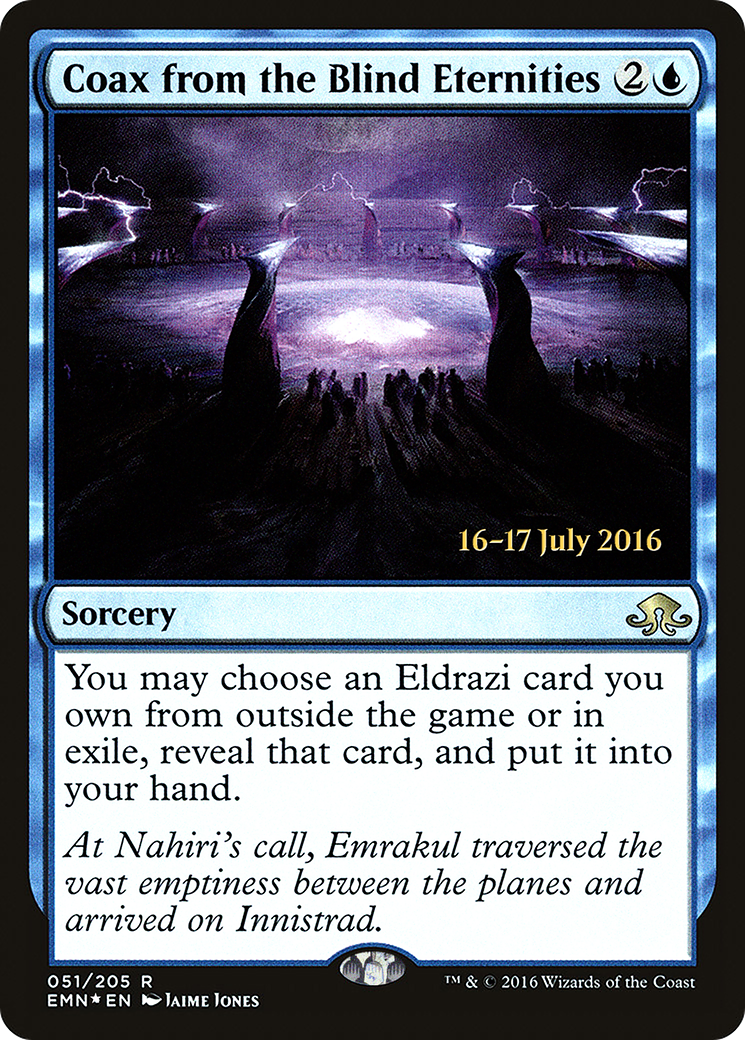 Coax from the Blind Eternities 2
16–17 July 2016
Sorcery
You may choose an Eldrazi card you
own from outside the game or in
exile, reveal that card, and put it into
your hand.
At Nahiri's call, Emrakul traversed the
vast emptiness between the planes and
arrived on Innistrad.
051/205 R
EMN★EN Jaime Jones
™ & © 2016 Wizards of the Coast